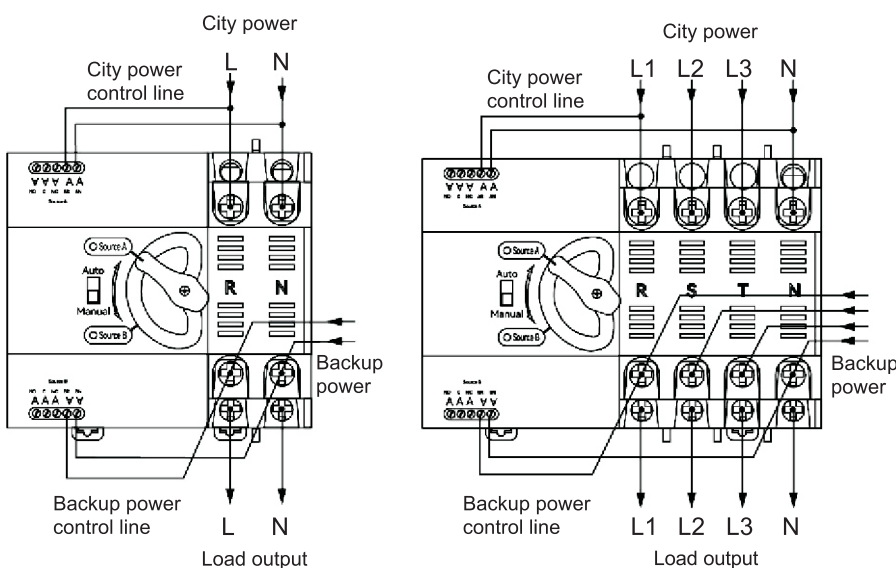 City power
L N
City power
control line
Source A
Auto
Manual
Source B
R N
Backup
power
Backup power
control line
L N
Load output
City power
L1 L2 L3 N
City power
control line
Source A
Auto
Manual
Source B
R S T N
Backup
power
Backup power
control line
L1 L2 L3 N
Load output